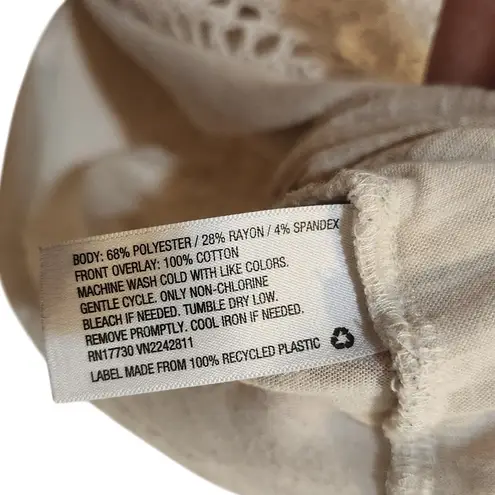 BODY: 68% POLYESTER / 28% RAYON / 4% SPANDEX
FRONT OVERLAY: 100% COTTON
MACHINE WASH COLD WITH LIKE COLORS.
GENTLE CYCLE. ONLY NON-CHLORINE
BLEACH IF NEEDED. TUMBLE DRY LOW.
REMOVE PROMPTLY. COOL IRON IF NEEDED.
RN17730 VN2242811
LABEL MADE FROM 100% RECYCLED PLASTIC